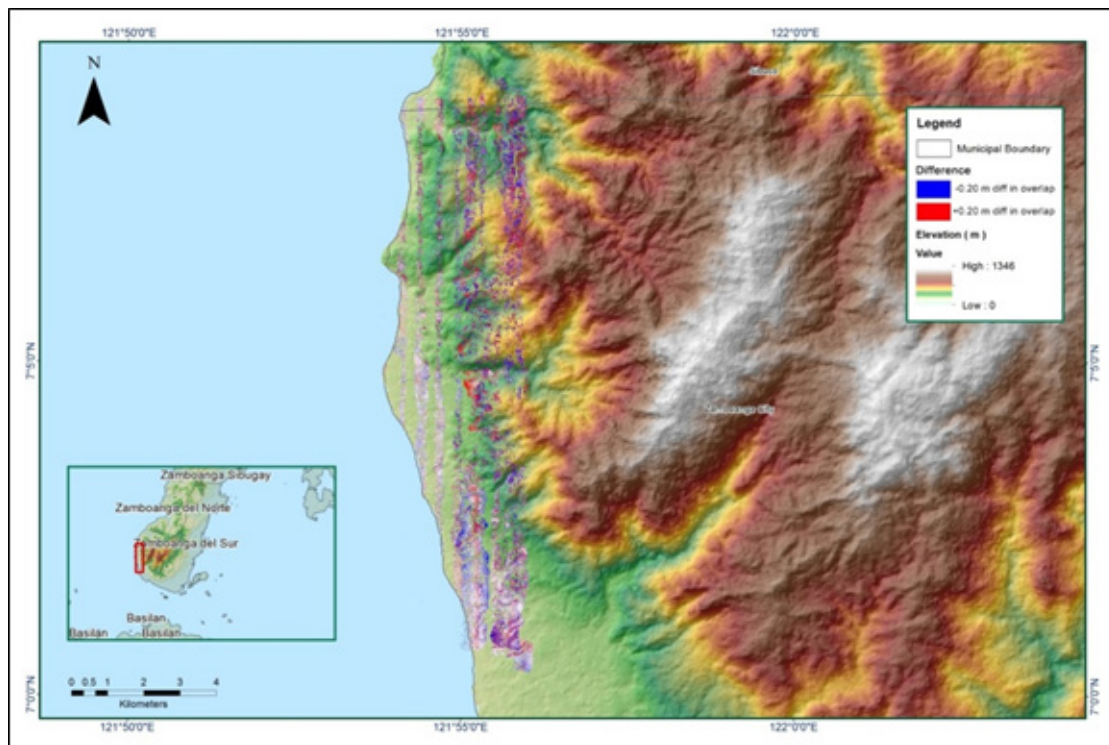 121°50'0"E
121°55'0"E
122°0'0"E
N
Legend
Municipal Boundary
Difference
-0.20 m diff in overlap
+0.20 m diff in overlap
Elevation ( m )
Value
High : 1346
Low : 0
7°5'0"N
7°5'0"N
Zamboanga City
Zamboanga Sibugay
Zamboanga del Norte
Zamboanga del Sur
Basilan
Basilan
Basilan
0 0.5 1 2 3 4
Kilometers
7°0'0"N
7°0'0"N
121°50'0"E
121°55'0"E
122°0'0"E